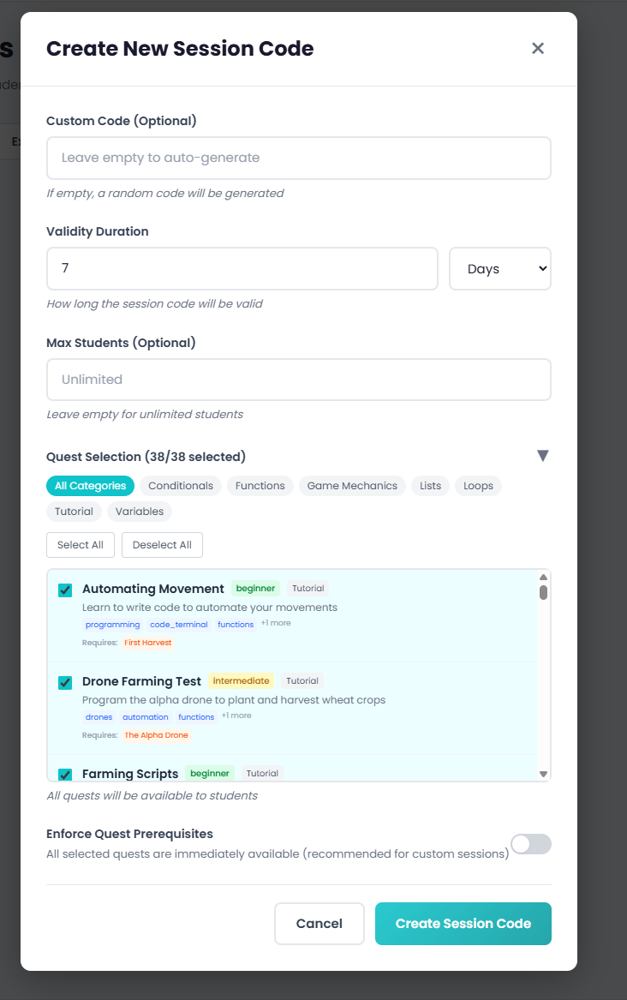 Create New Session Code
Custom Code (Optional)
Leave empty to auto-generate
If empty, a random code will be generated
Validity Duration
7 Days
How long the session code will be valid
Max Students (Optional)
Unlimited
Leave empty for unlimited students
Quest Selection (38/38 selected)
All Categories Conditionals Functions Game Mechanics Lists Loops
Tutorial Variables
Select All Deselect All
Automating Movement beginner Tutorial
Learn to write code to automate your movements
programming code_terminal functions +1 more
Requires: First Harvest
Drone Farming Test intermediate Tutorial
Program the alpha drone to plant and harvest wheat crops
drones automation functions +1 more
Requires: The Alpha Drone
Farming Scripts beginner Tutorial
All quests will be available to students
Enforce Quest Prerequisites
All selected quests are immediately available (recommended for custom sessions)
Cancel Create Session Code